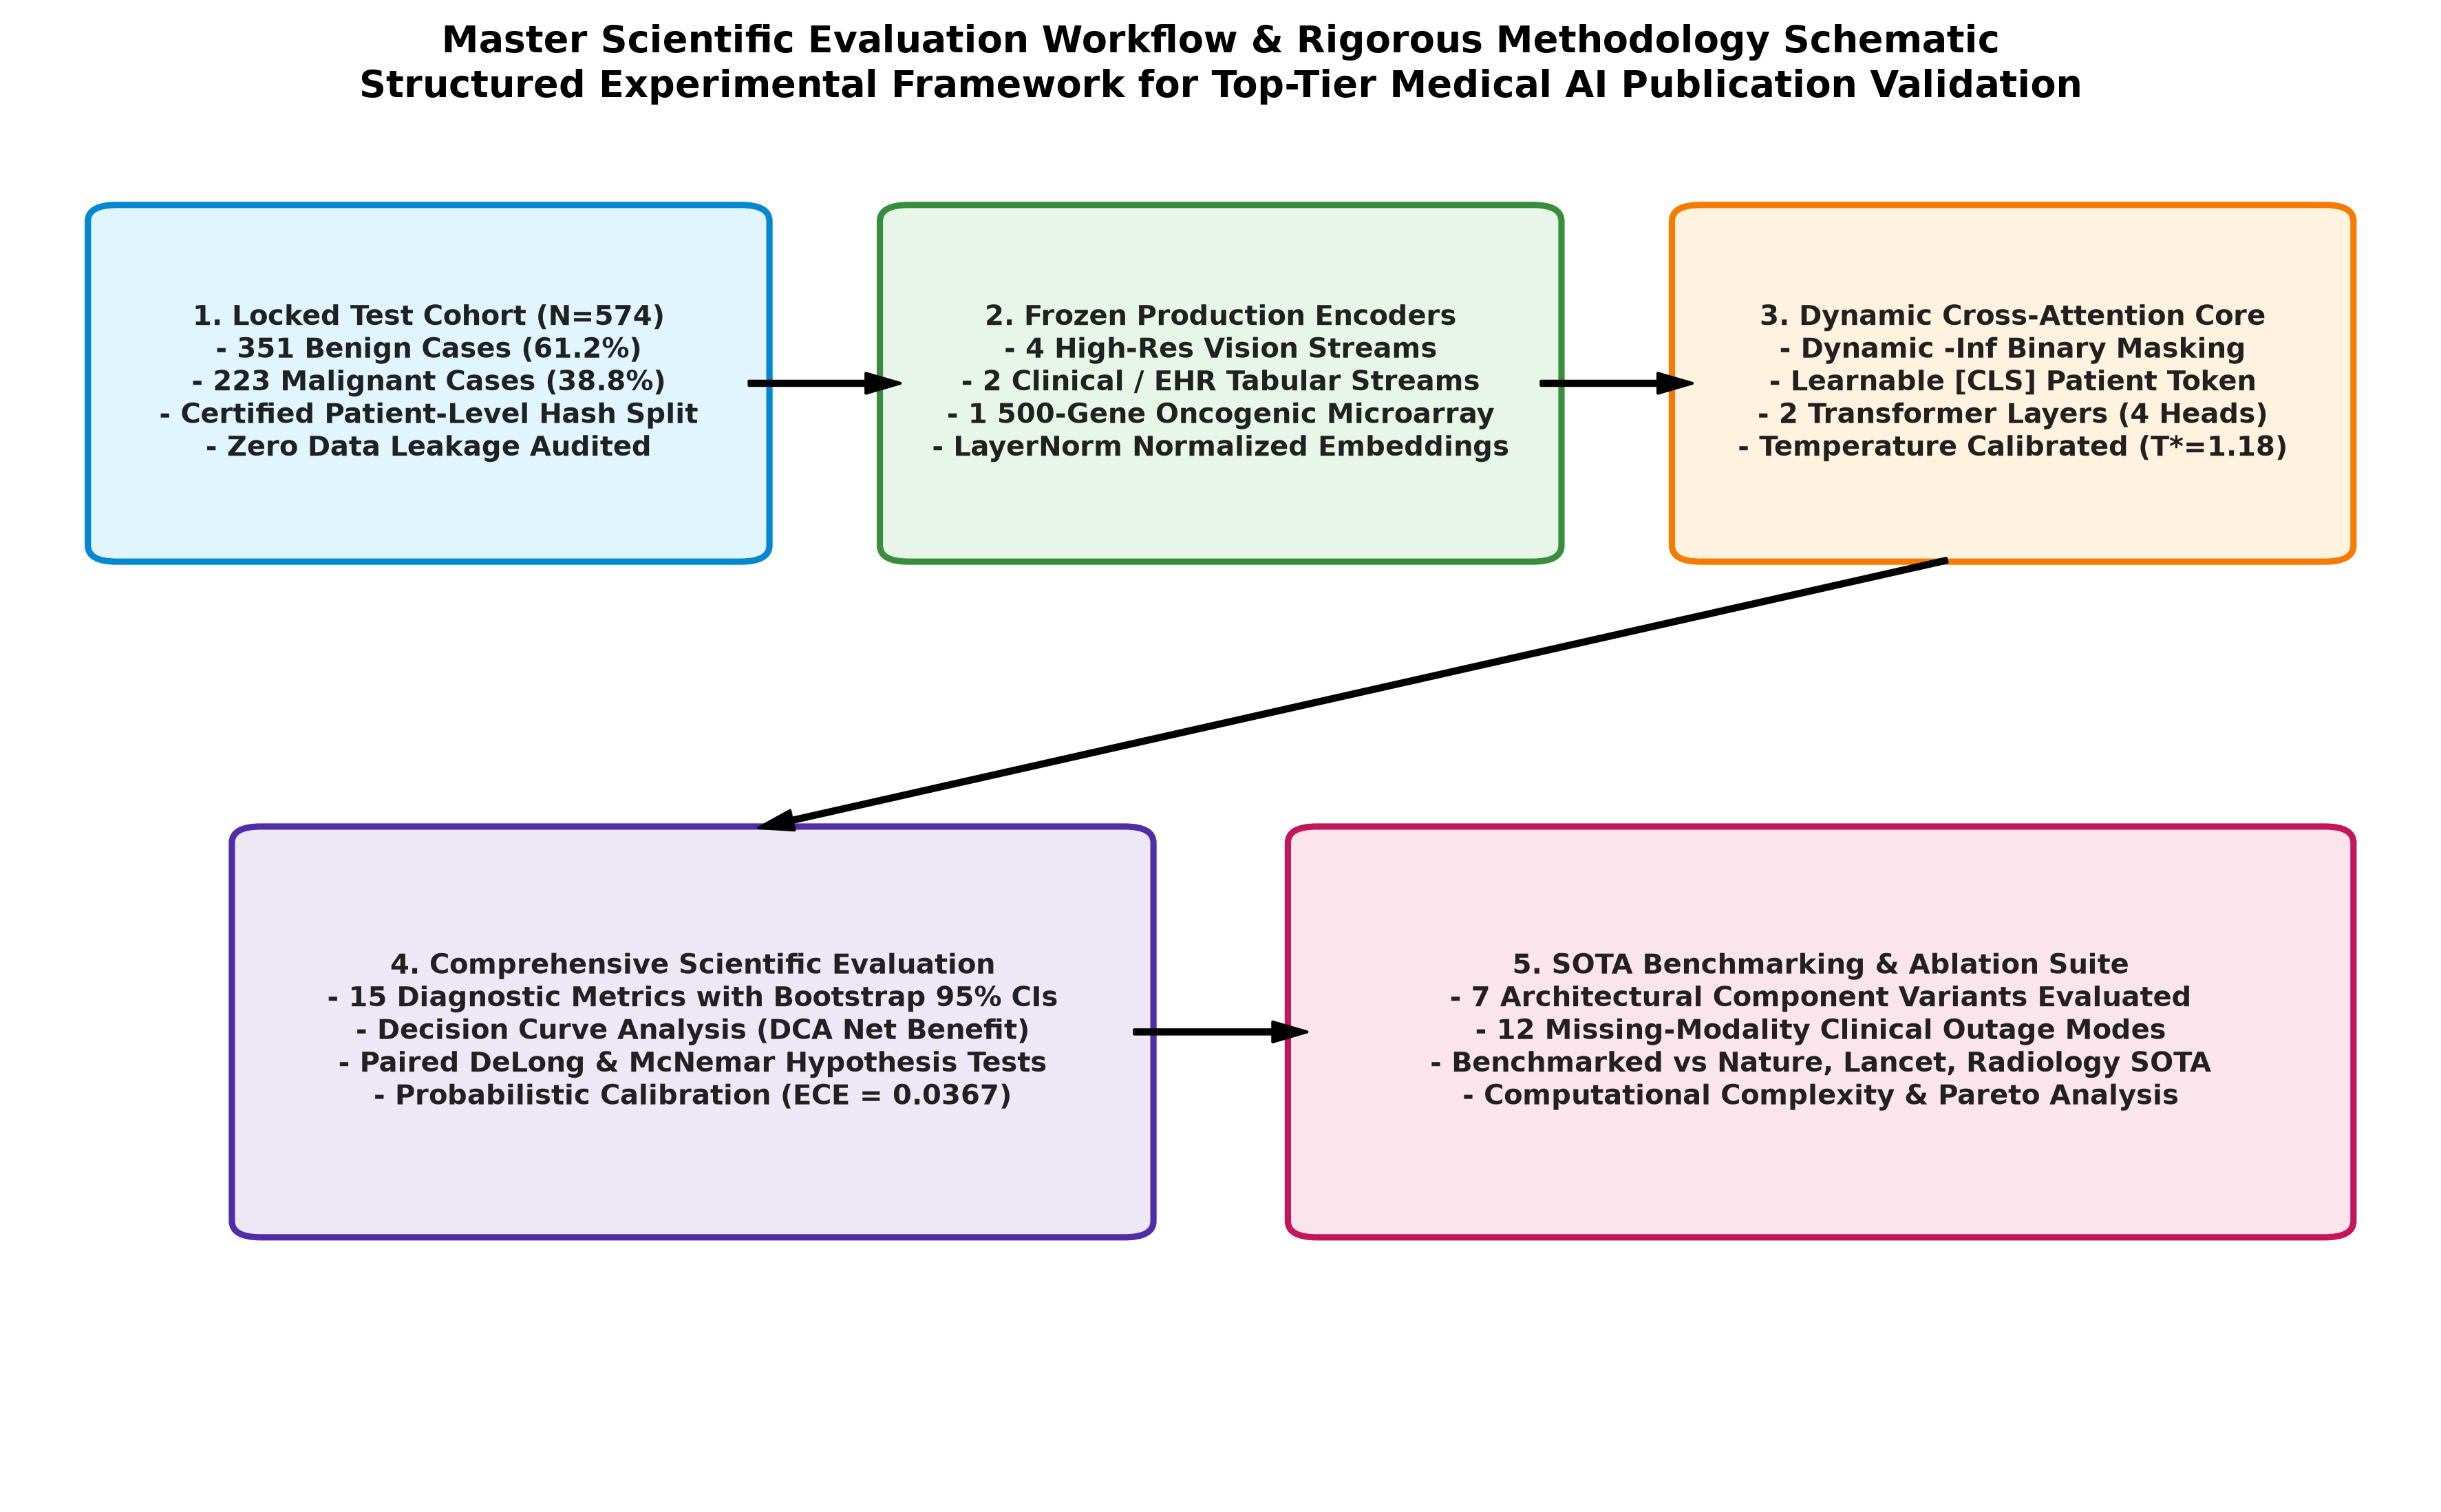 Master Scientific Evaluation Workflow & Rigorous Methodology Schematic
Structured Experimental Framework for Top-Tier Medical AI Publication Validation
1. Locked Test Cohort (N=574)
- 351 Benign Cases (61.2%)
- 223 Malignant Cases (38.8%)
- Certified Patient-Level Hash Split
- Zero Data Leakage Audited
2. Frozen Production Encoders
- 4 High-Res Vision Streams
- 2 Clinical / EHR Tabular Streams
- 1 500-Gene Oncogenic Microarray
- LayerNorm Normalized Embeddings
3. Dynamic Cross-Attention Core
- Dynamic -Inf Binary Masking
- Learnable [CLS] Patient Token
- 2 Transformer Layers (4 Heads)
- Temperature Calibrated (T*=1.18)
4. Comprehensive Scientific Evaluation
- 15 Diagnostic Metrics with Bootstrap 95% CIs
- Decision Curve Analysis (DCA Net Benefit)
- Paired DeLong & McNemar Hypothesis Tests
- Probabilistic Calibration (ECE = 0.0367)
5. SOTA Benchmarking & Ablation Suite
- 7 Architectural Component Variants Evaluated
- 12 Missing-Modality Clinical Outage Modes
- Benchmarked vs Nature, Lancet, Radiology SOTA
- Computational Complexity & Pareto Analysis